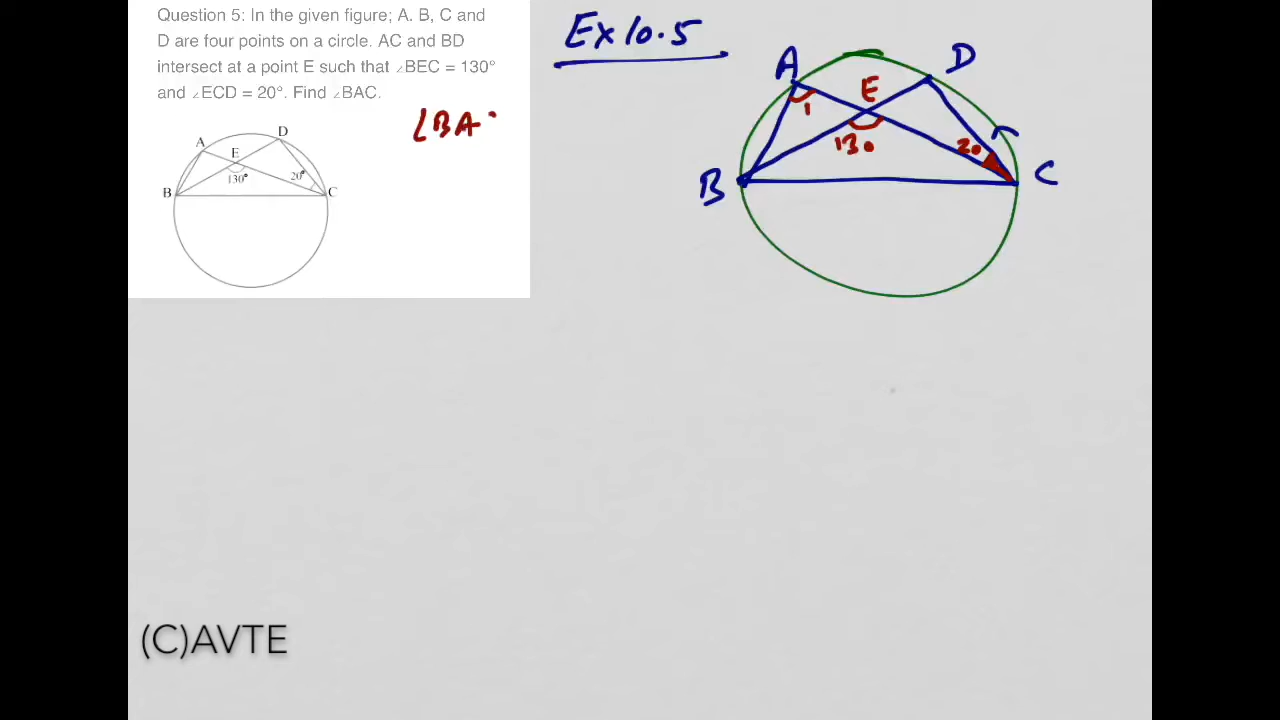 Question 5: In the given figure; A. B, C and
D are four points on a circle. AC and BD
intersect at a point E such that ∠BEC = 130°
and ∠ECD = 20°. Find ∠BAC.
∠BA
A
D
E
130°
20°
B
C
Ex 10.5
A
D
E
1
130
20
B
C
(C)AVTE